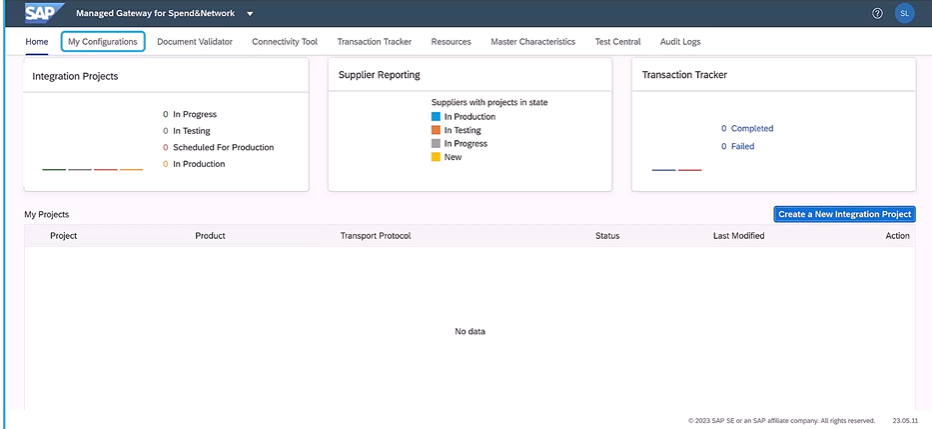 SAP Managed Gateway for Spend&Network SL
Home My Configurations Document Validator Connectivity Tool Transaction Tracker Resources Master Characteristics Test Central Audit Logs
Integration Projects
0 In Progress
0 In Testing
0 Scheduled For Production
0 In Production
Supplier Reporting
Suppliers with projects in state
In Production
In Testing
In Progress
New
Transaction Tracker
0 Completed
0 Failed
My Projects Create a New Integration Project
Project Product Transport Protocol Status Last Modified Action
No data
© 2023 SAP SE or an SAP affiliate company. All rights reserved. 23.05.11